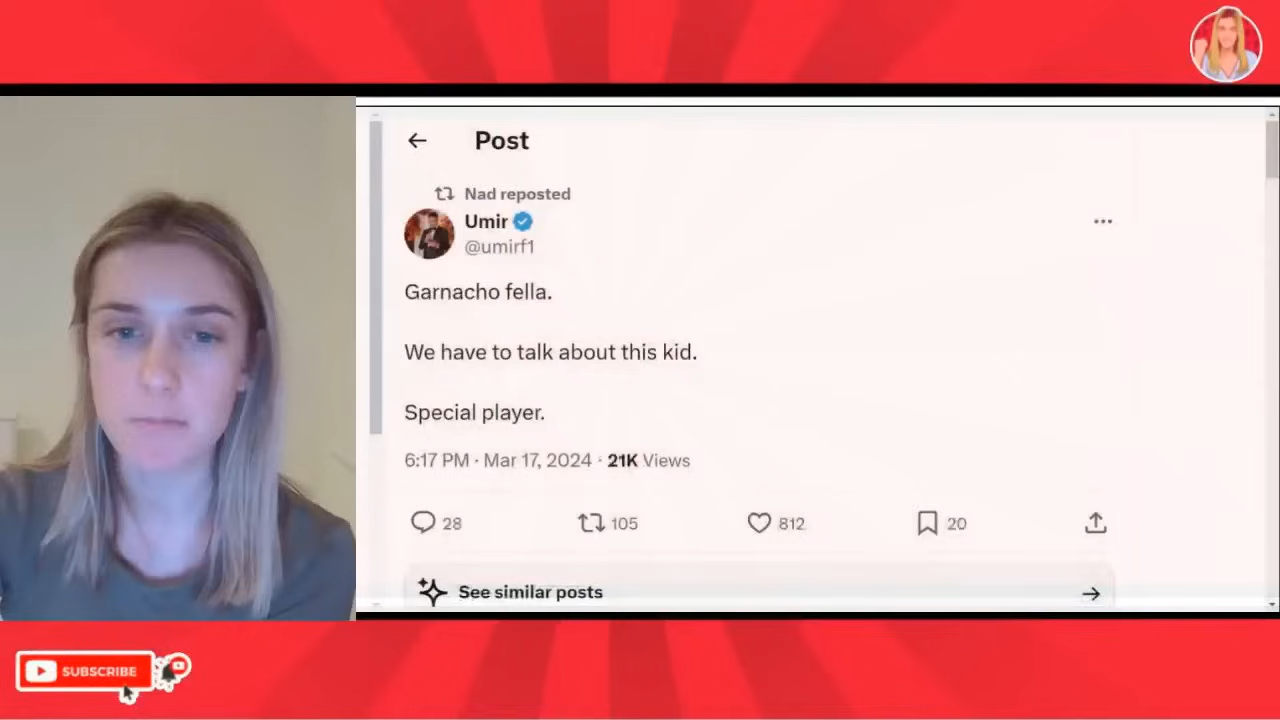 Post
Nad reposted
Umir
@umirf1
Garnacho fella.
We have to talk about this kid.
Special player.
6:17 PM · Mar 17, 2024 · 21K Views
28 105 812 20
See similar posts
SUBSCRIBE